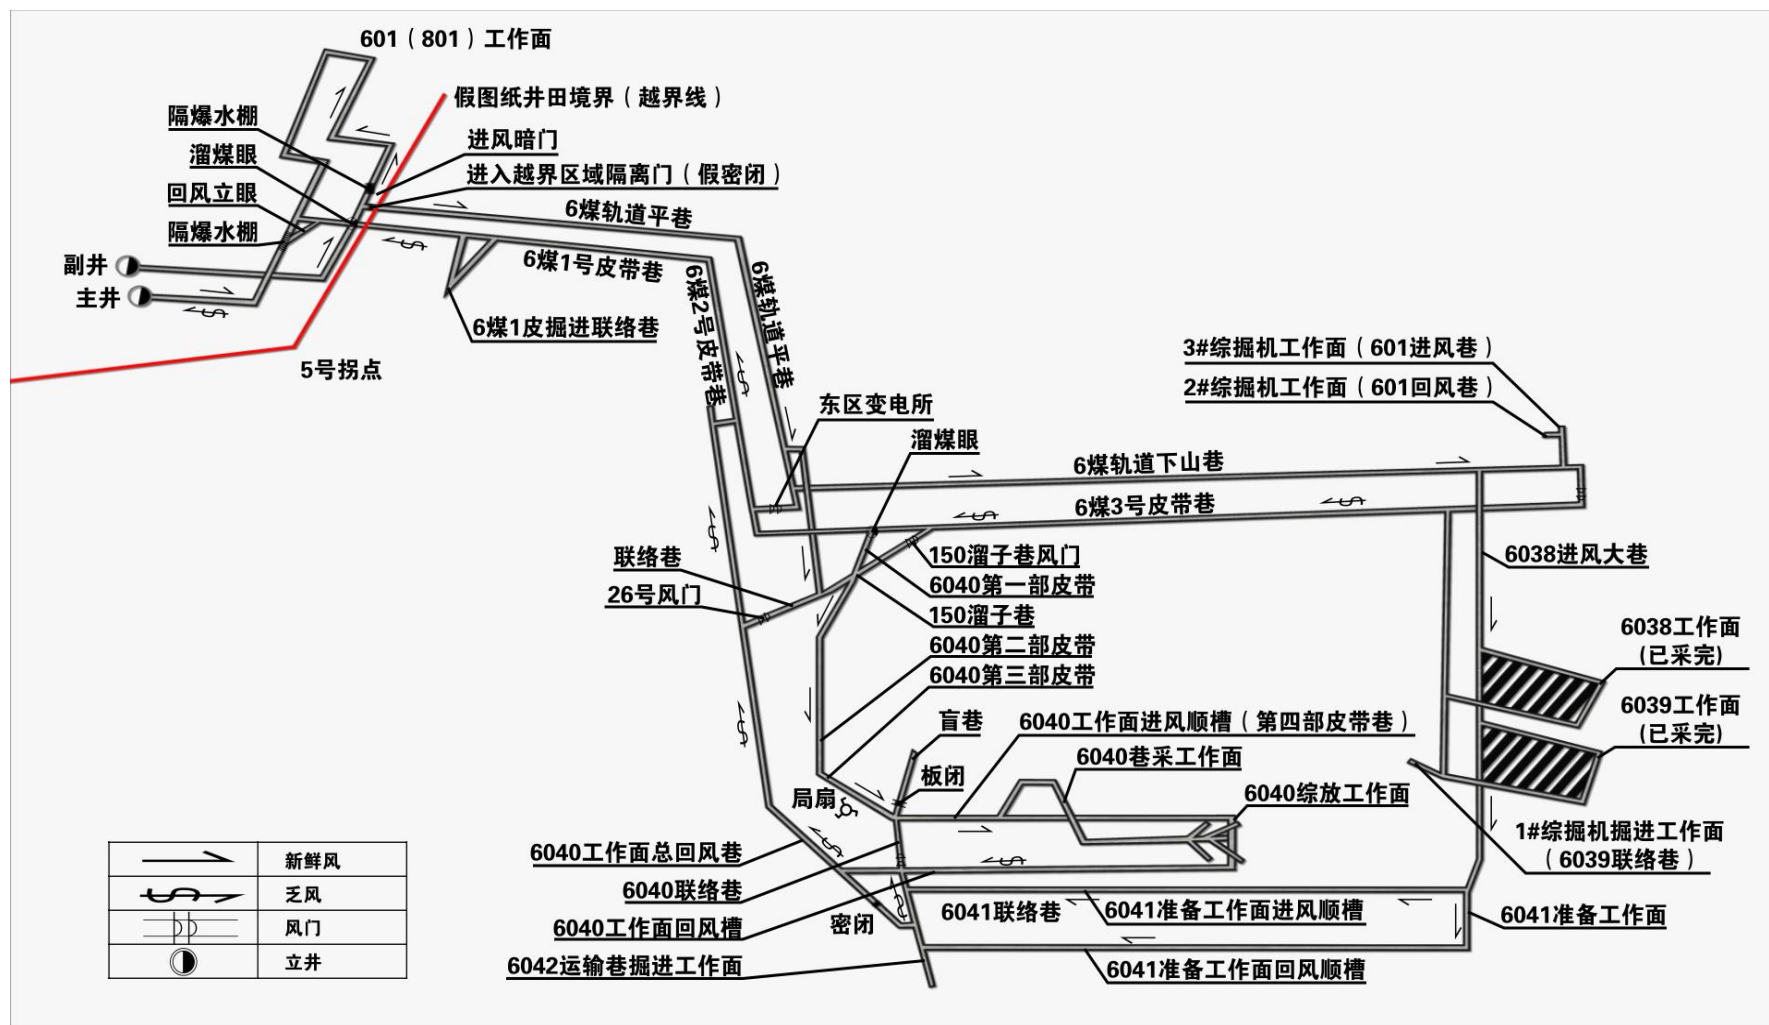 601（801）工作面
假图纸井田境界（越界线）
隔爆水棚
进风暗门
溜煤眼
进入越界区域隔离门（假密闭）
回风立眼
6煤轨道平巷
隔爆水棚
副井
6煤1号皮带巷
主井
6煤2号皮带巷
6煤轨道平巷
6煤1皮掘进联络巷
5号拐点
3#综掘机工作面（601进风巷）
2#综掘机工作面（601回风巷）
东区变电所
溜煤眼
6煤轨道下山巷
6煤3号皮带巷
联络巷
150溜子巷风门
6038进风大巷
26号风门
6040第一部皮带
150溜子巷
6038工作面
(已采完)
6040第二部皮带
6040第三部皮带
6039工作面
(已采完)
盲巷
6040工作面进风顺槽（第四部皮带巷）
6040巷采工作面
板闭
局扇
6040综放工作面
1#综掘机掘进工作面
（6039联络巷）
6040工作面总回风巷
6040联络巷
6041联络巷
6041准备工作面进风顺槽
6041准备工作面
6040工作面回风槽
密闭
6042运输巷掘进工作面
6041准备工作面回风顺槽
新鲜风
乏风
风门
立井